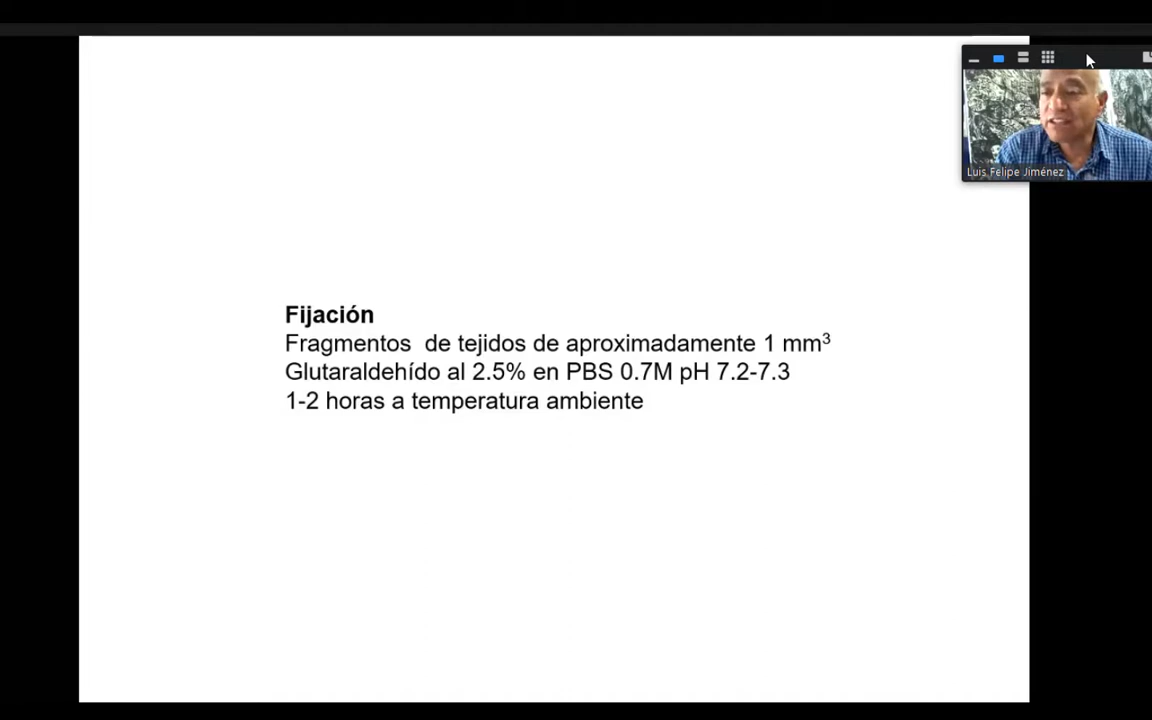 Luis Felipe Jiménez
Fijación
Fragmentos de tejidos de aproximadamente 1 mm³
Glutaraldehído al 2.5% en PBS 0.7M pH 7.2-7.3
1-2 horas a temperatura ambiente